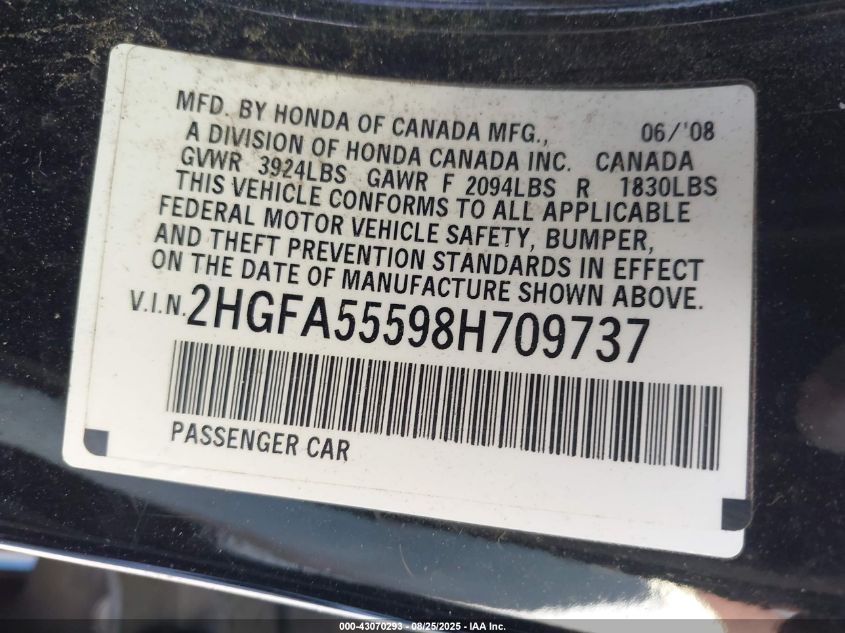 MFD. BY HONDA OF CANADA MFG., 06/'08
A DIVISION OF HONDA CANADA INC. CANADA
GVWR 3924LBS GAWR F 2094LBS R 1830LBS
THIS VEHICLE CONFORMS TO ALL APPLICABLE
FEDERAL MOTOR VEHICLE SAFETY, BUMPER,
AND THEFT PREVENTION STANDARDS IN EFFECT
ON THE DATE OF MANUFACTURE SHOWN ABOVE.
V.I.N. 2HGFA55598H709737
PASSENGER CAR
000-43070293 - 08/25/2025 - IAA Inc.